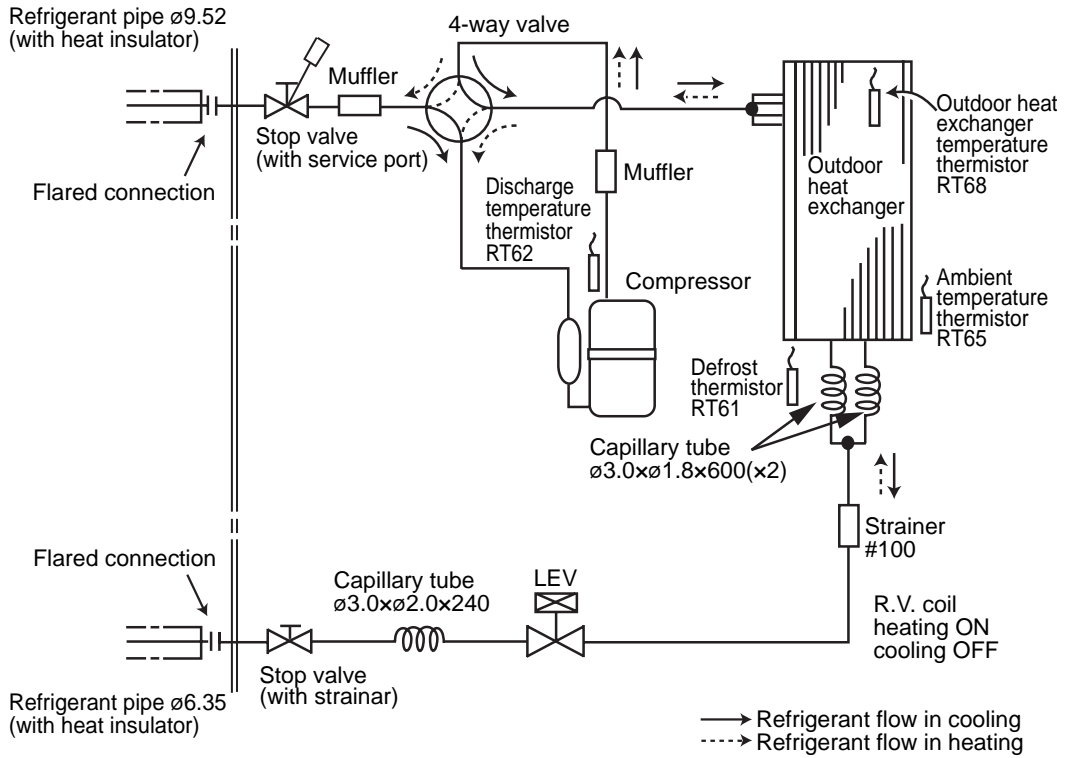 Refrigerant pipe ø9.52
(with heat insulator)
4-way valve
Muffler
Stop valve
(with service port)
Flared connection
Outdoor heat
exchanger
temperature
thermistor
RT68
Outdoor
heat
exchanger
Muffler
Discharge
temperature
thermistor
RT62
Compressor
Ambient
temperature
thermistor
RT65
Defrost
thermistor
RT61
Capillary tube
ø3.0×ø1.8×600(×2)
Strainer
#100
Flared connection
Capillary tube
ø3.0×ø2.0×240
LEV
R.V. coil
heating ON
cooling OFF
Stop valve
(with strainar)
Refrigerant pipe ø6.35
(with heat insulator)
Refrigerant flow in cooling
Refrigerant flow in heating